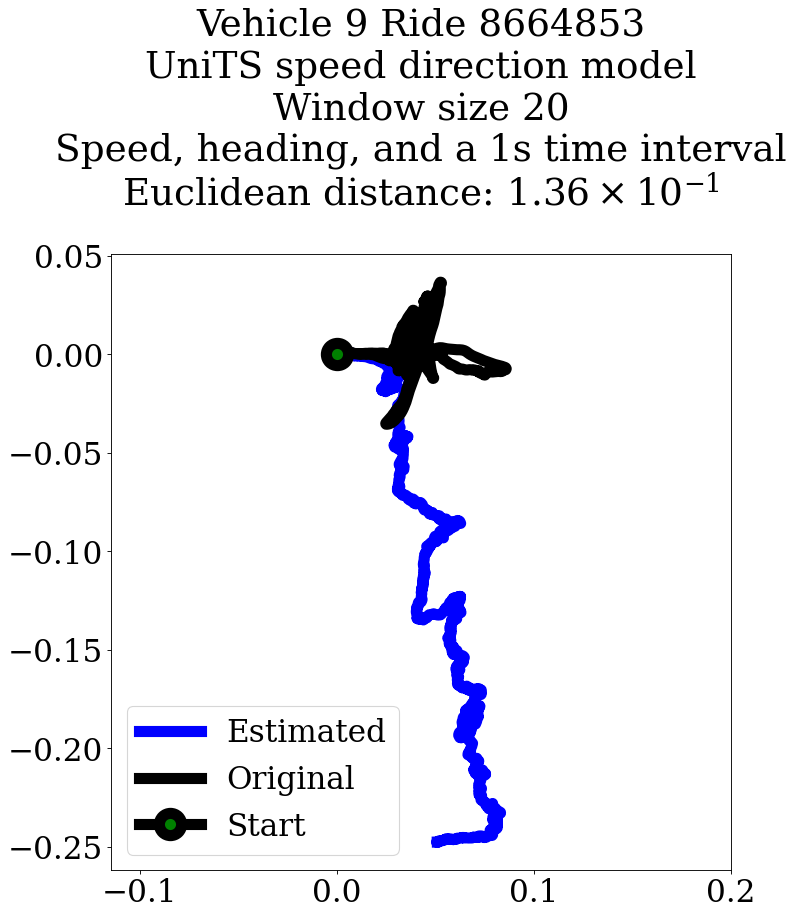 Vehicle 9 Ride 8664853
UniTS speed direction model
Window size 20
Speed, heading, and a 1s time interval
Euclidean distance: 1.36 × 10⁻¹
0.05
0.00
−0.05
−0.10
−0.15
−0.20
−0.25
Estimated
Original
Start
−0.1
0.0
0.1
0.2